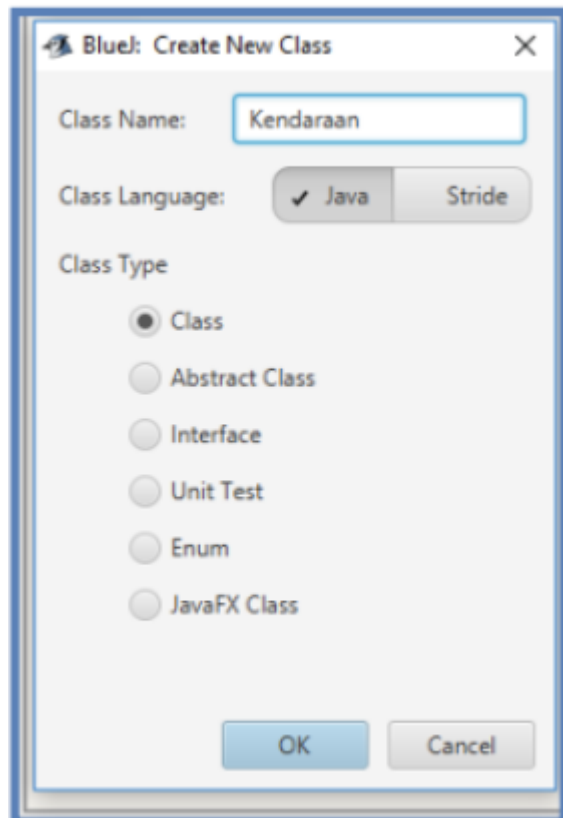 BlueJ: Create New Class
Class Name: Kendaraan
Class Language: Java Stride
Class Type
Class
Abstract Class
Interface
Unit Test
Enum
JavaFX Class
OK Cancel